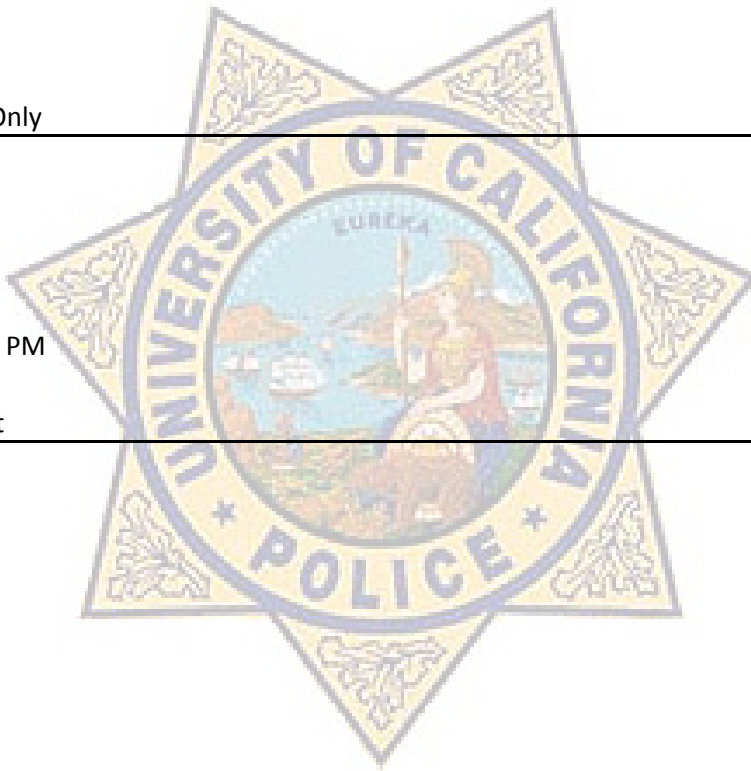 Only
UNIVERSITY OF CALIFORNIA
EUREKA
PM
t
* POLICE *